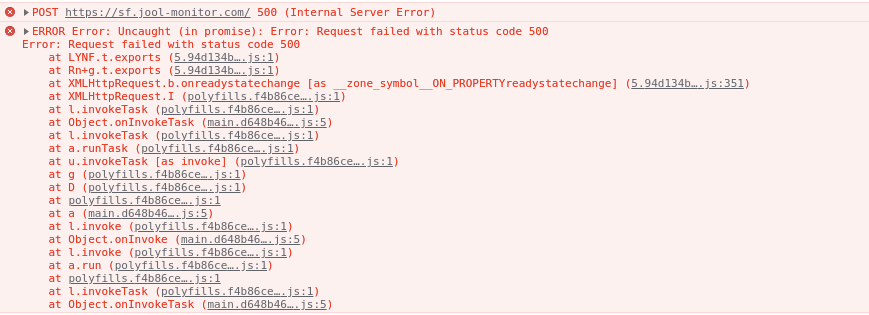 POST https://sf.jool-monitor.com/ 500 (Internal Server Error)
ERROR Error: Uncaught (in promise): Error: Request failed with status code 500
Error: Request failed with status code 500
at LYNF.t.exports (5.94d134b….js:1)
at Rn+g.t.exports (5.94d134b….js:1)
at XMLHttpRequest.b.onreadystatechange [as __zone_symbol__ON_PROPERTYreadystatechange] (5.94d134b….js:351)
at XMLHttpRequest.I (polyfills.f4b86ce….js:1)
at l.invokeTask (polyfills.f4b86ce….js:1)
at Object.onInvokeTask (main.d648b46….js:5)
at l.invokeTask (polyfills.f4b86ce….js:1)
at a.runTask (polyfills.f4b86ce….js:1)
at u.invokeTask [as invoke] (polyfills.f4b86ce….js:1)
at g (polyfills.f4b86ce….js:1)
at D (polyfills.f4b86ce….js:1)
at polyfills.f4b86ce….js:1
at a (main.d648b46….js:5)
at l.invoke (polyfills.f4b86ce….js:1)
at Object.onInvoke (main.d648b46….js:5)
at l.invoke (polyfills.f4b86ce….js:1)
at a.run (polyfills.f4b86ce….js:1)
at polyfills.f4b86ce….js:1
at l.invokeTask (polyfills.f4b86ce….js:1)
at Object.onInvokeTask (main.d648b46….js:5)